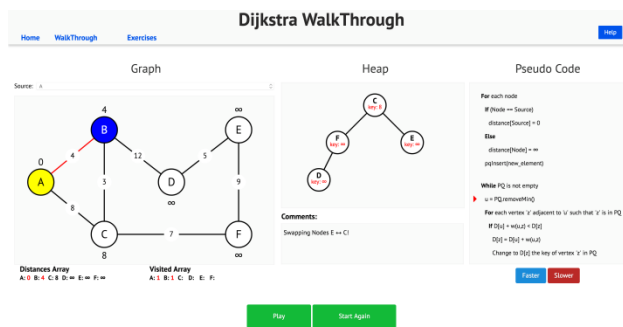 Dijkstra WalkThrough
Home WalkThrough Exercises Help
Graph
Source: A
0
A
4
B
8
C
∞
D
∞
E
∞
F
4
8
3
12
5
9
7
Distances Array
A: 0 B: 4 C: 8 D: ∞ E: ∞ F: ∞
Visited Array
A: 1 B: 1 C: D: E: F:
Heap
C
key: 8
F
key: ∞
E
key: ∞
D
key: ∞
Comments:
Swapping Nodes E ↔ C!
Pseudo Code
For each node
If (Node == Source)
distance[Source] = 0
Else
distance[Node] = ∞
pqInsert(new_element)
While PQ is not empty
u = PQ.removeMin()
For each vertex 'z' adjacent to 'u' such that 'z' is in PQ
If D[u] + w(u,z) < D[z]
D[z] = D[u] + w(u,z)
Change to D[z] the key of vertex 'z' in PQ
Faster Slower
Play Start Again